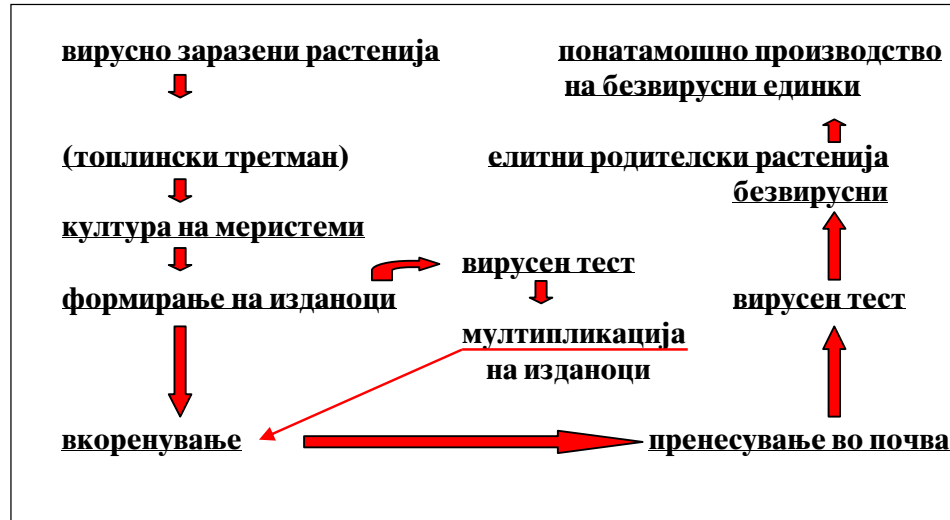 вирусно заразени растенија
(топлински третман)
култура на меристеми
формирање на изданоци
вирусен тест
мултипликација
на изданоци
вкоренување
пренесување во почва
вирусен тест
елитни родителски растенија
безвирусни
понатамошно производство
на безвирусни единки